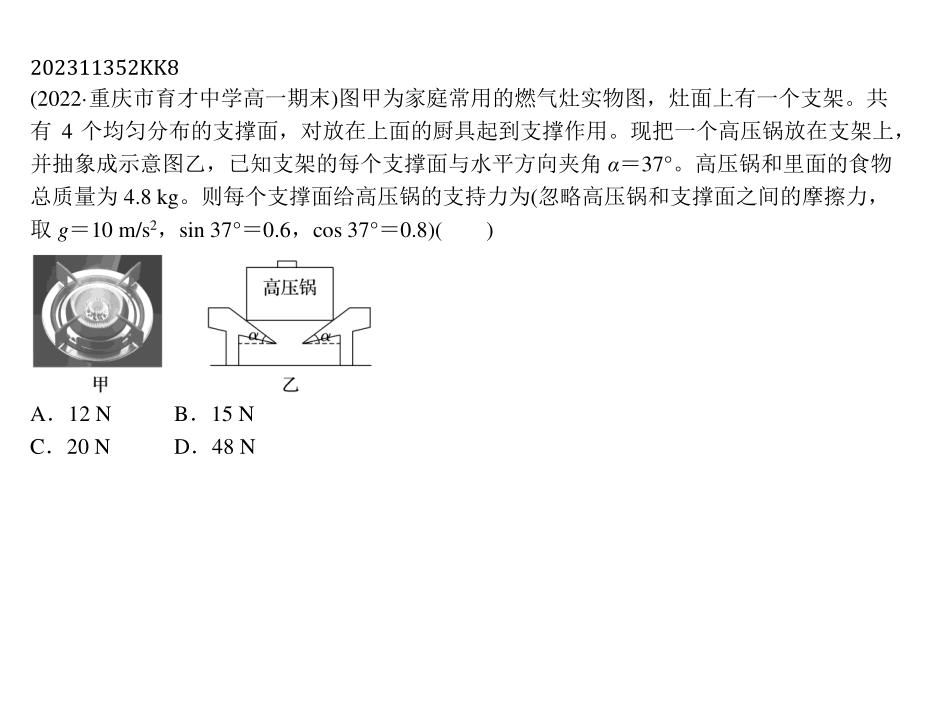 202311352KK8
(2022·重庆市育才中学高一期末)图甲为家庭常用的燃气灶实物图，灶面上有一个支架。共
有 4 个均匀分布的支撑面，对放在上面的厨具起到支撑作用。现把一个高压锅放在支架上，
并抽象成示意图乙，已知支架的每个支撑面与水平方向夹角 α＝37°。高压锅和里面的食物
总质量为 4.8 kg。则每个支撑面给高压锅的支持力为(忽略高压锅和支撑面之间的摩擦力，
取 g＝10 m/s²，sin 37°＝0.6，cos 37°＝0.8)(　　)
高压锅
α α
甲 乙
A．12 N B．15 N
C．20 N D．48 N